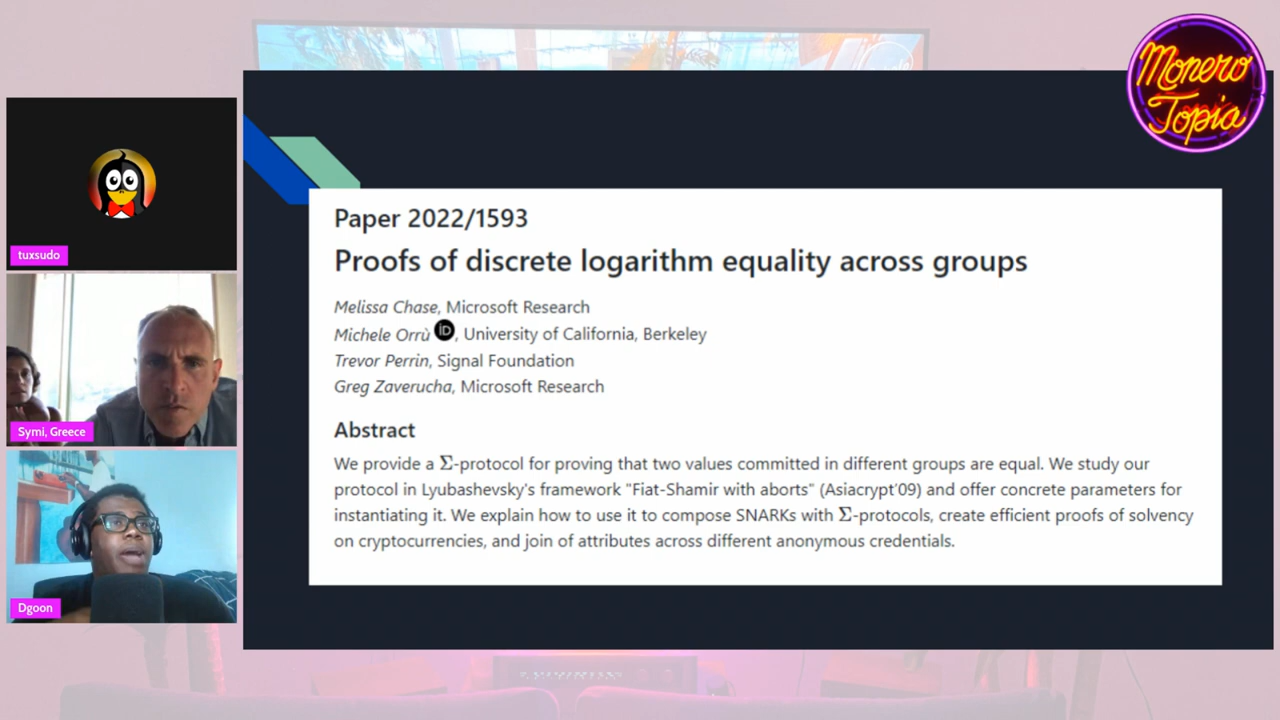 Monero
Topia
tuxsudo
Symi, Greece
Dgoon
Paper 2022/1593
Proofs of discrete logarithm equality across groups
Melissa Chase, Microsoft Research
Michele Orrù iD, University of California, Berkeley
Trevor Perrin, Signal Foundation
Greg Zaverucha, Microsoft Research
Abstract
We provide a Σ-protocol for proving that two values committed in different groups are equal. We study our
protocol in Lyubashevsky's framework "Fiat-Shamir with aborts" (Asiacrypt'09) and offer concrete parameters for
instantiating it. We explain how to use it to compose SNARKs with Σ-protocols, create efficient proofs of solvency
on cryptocurrencies, and join of attributes across different anonymous credentials.